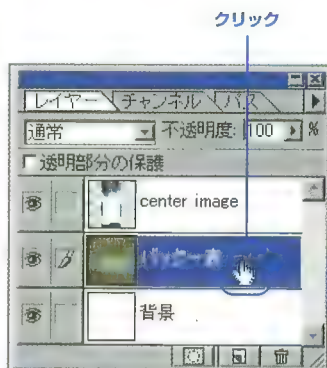 クリック
レイヤー チャンネル パス
通常 不透明度: 100 %
透明部分の保護
center image
背景